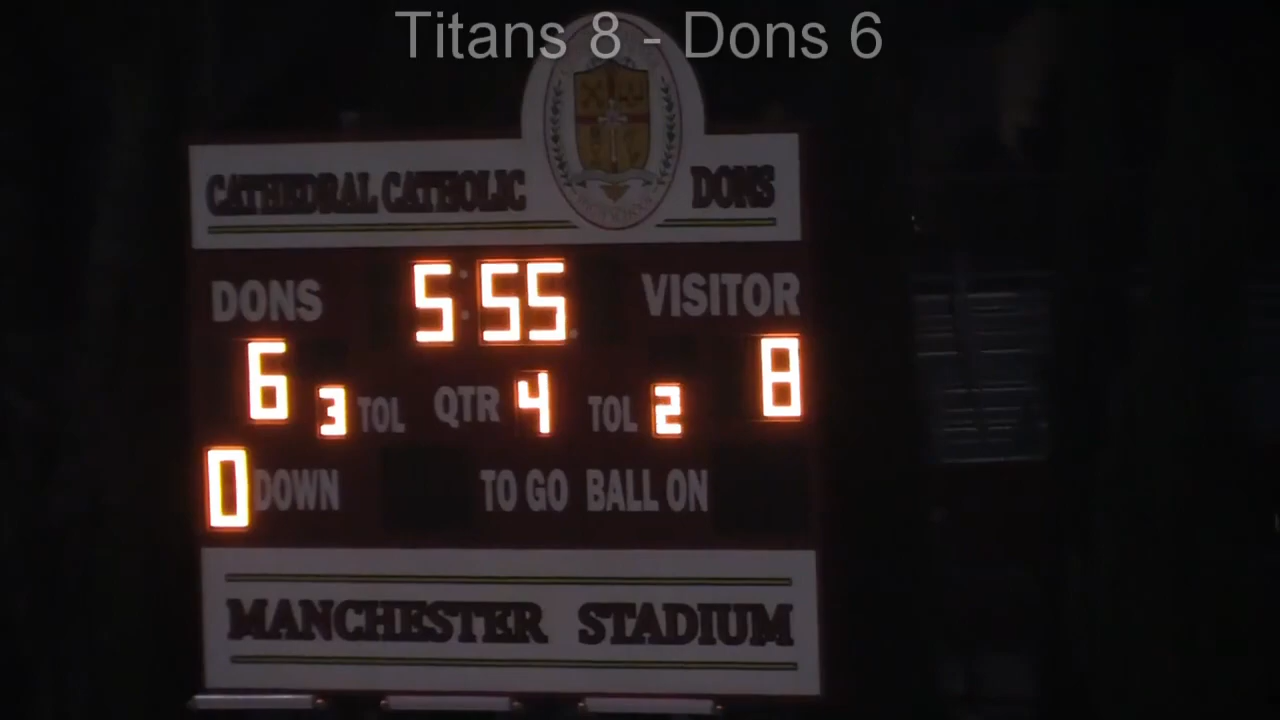 Titans 8 - Dons 6
CATHEDRAL CATHOLIC DONS
DONS 5:55 VISITOR
6 3 TOL QTR 4 TOL 2 8
0 DOWN TO GO BALL ON
MANCHESTER STADIUM